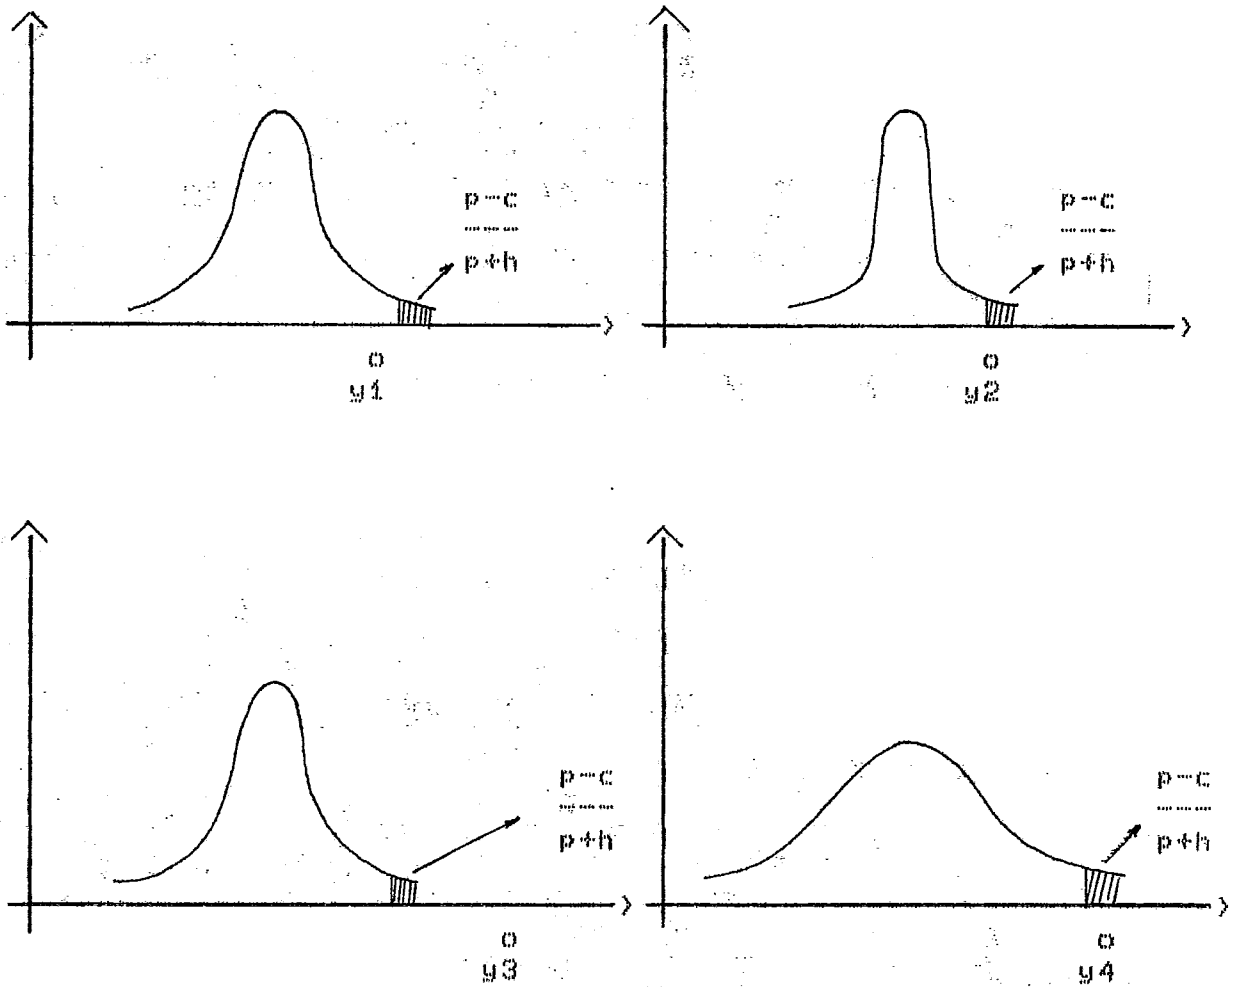 p-c
---
p+h
o
y1
p-c
---
p+h
o
y2
p-c
---
p+h
o
y3
p-c
---
p+h
o
y4